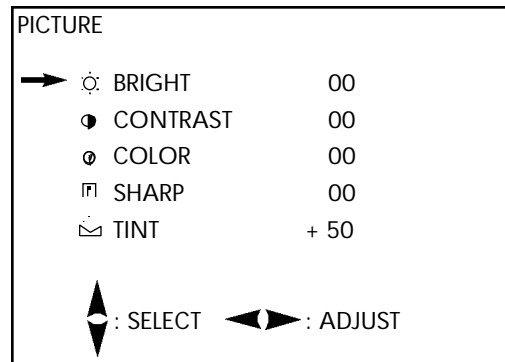 PICTURE
BRIGHT 00
CONTRAST 00
COLOR 00
SHARP 00
TINT + 50
: SELECT : ADJUST